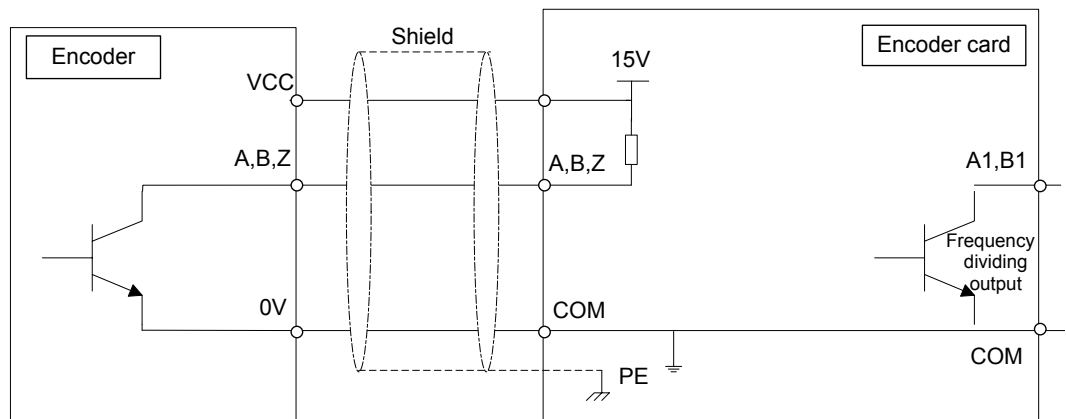 Encoder
Shield
Encoder card
VCC
15V
A,B,Z
A,B,Z
A1,B1
Frequency
dividing
output
0V
COM
PE
COM